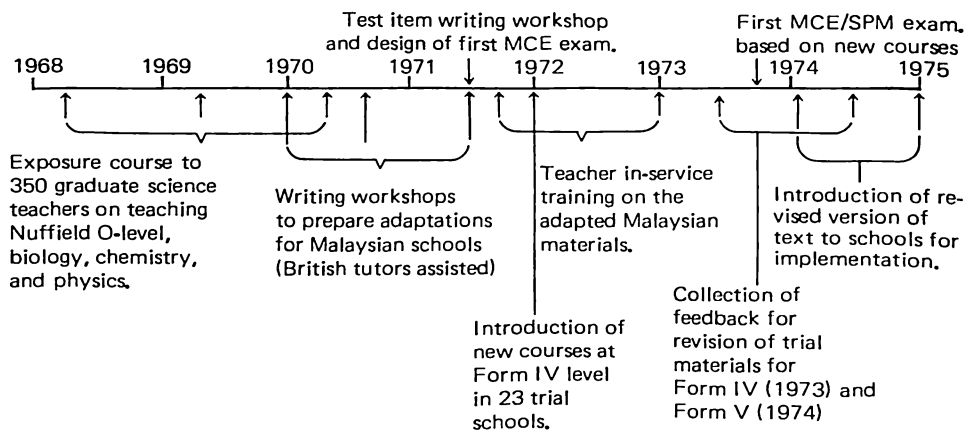 Test item writing workshop
and design of first MCE exam.
First MCE/SPM exam.
based on new courses
1968 1969 1970 1971 1972 1973 1974 1975
Exposure course to
350 graduate science
teachers on teaching
Nuffield O-level,
biology, chemistry,
and physics.
Writing workshops
to prepare adaptations
for Malaysian schools
(British tutors assisted)
Teacher in-service
training on the
adapted Malaysian
materials.
Introduction of re-
vised version of
text to schools for
implementation.
Introduction of
new courses at
Form IV level
in 23 trial
schools.
Collection of
feedback for
revision of trial
materials for
Form IV (1973) and
Form V (1974)